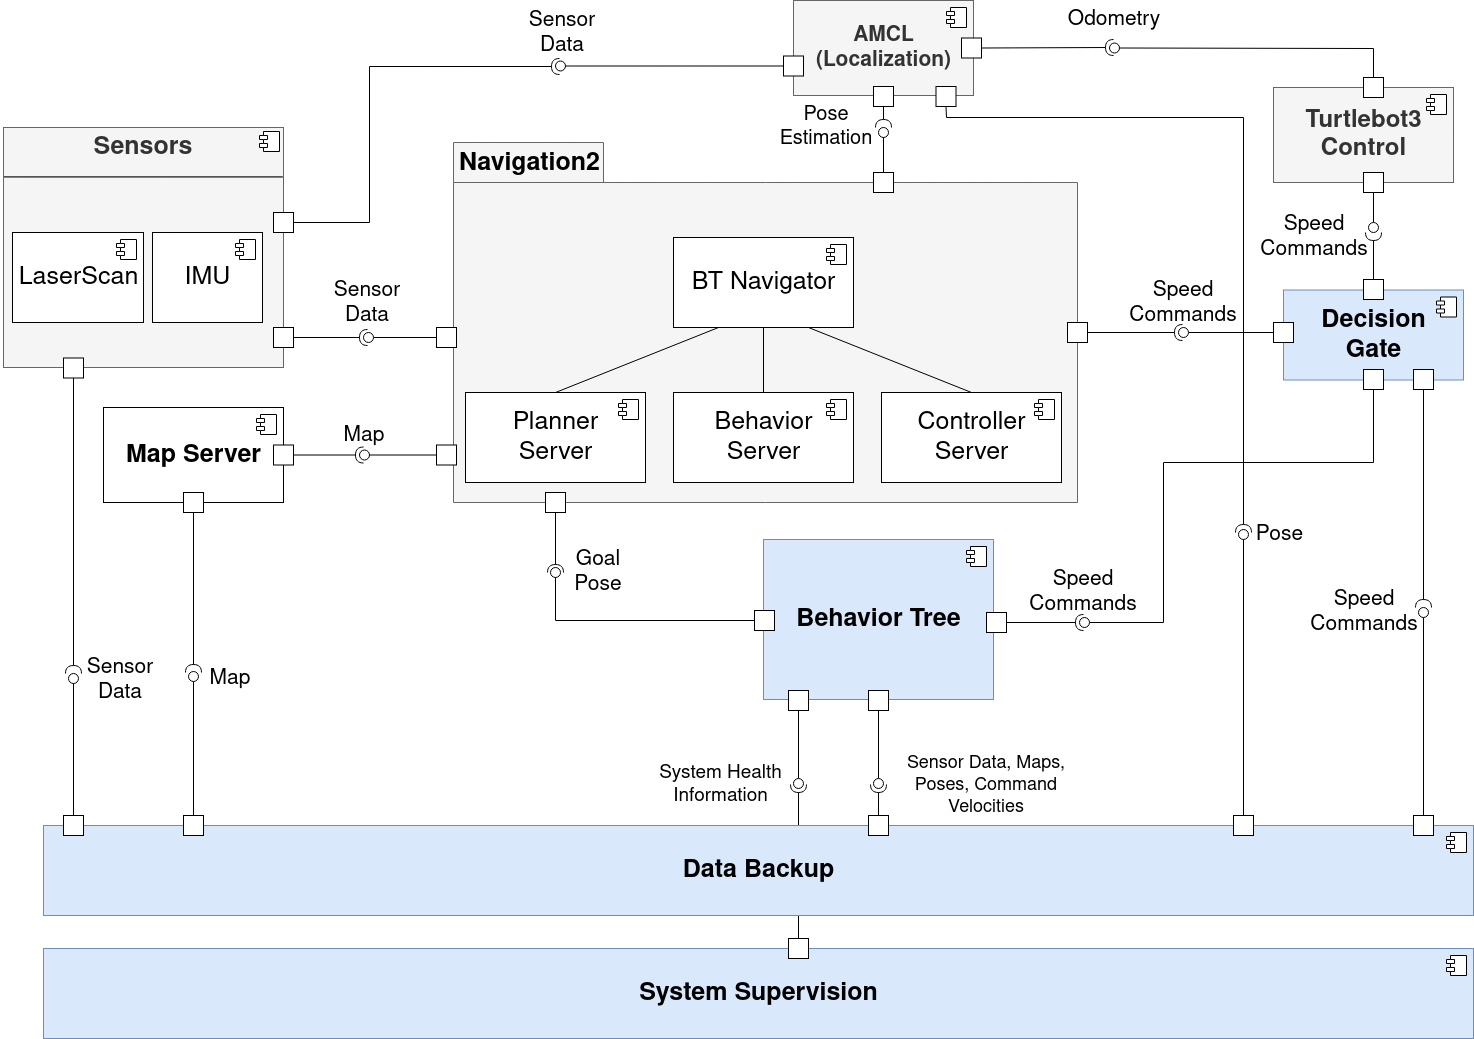 Sensor
Data
AMCL
(Localization)
Odometry
Pose
Estimation
Turtlebot3
Control
Sensors
Navigation2
LaserScan
IMU
BT Navigator
Speed
Commands
Sensor
Data
Speed
Commands
Decision
Gate
Planner
Server
Behavior
Server
Controller
Server
Map Server
Map
Goal
Pose
Pose
Behavior Tree
Speed
Commands
Speed
Commands
Sensor
Data
Map
System Health
Information
Sensor Data, Maps,
Poses, Command
Velocities
Data Backup
System Supervision